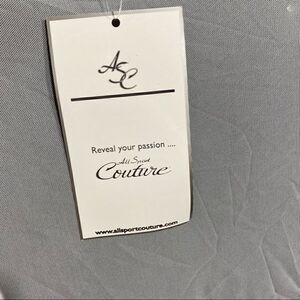 ASC
Reveal your passion ....
All Sport
Couture
www.allsportcouture.com